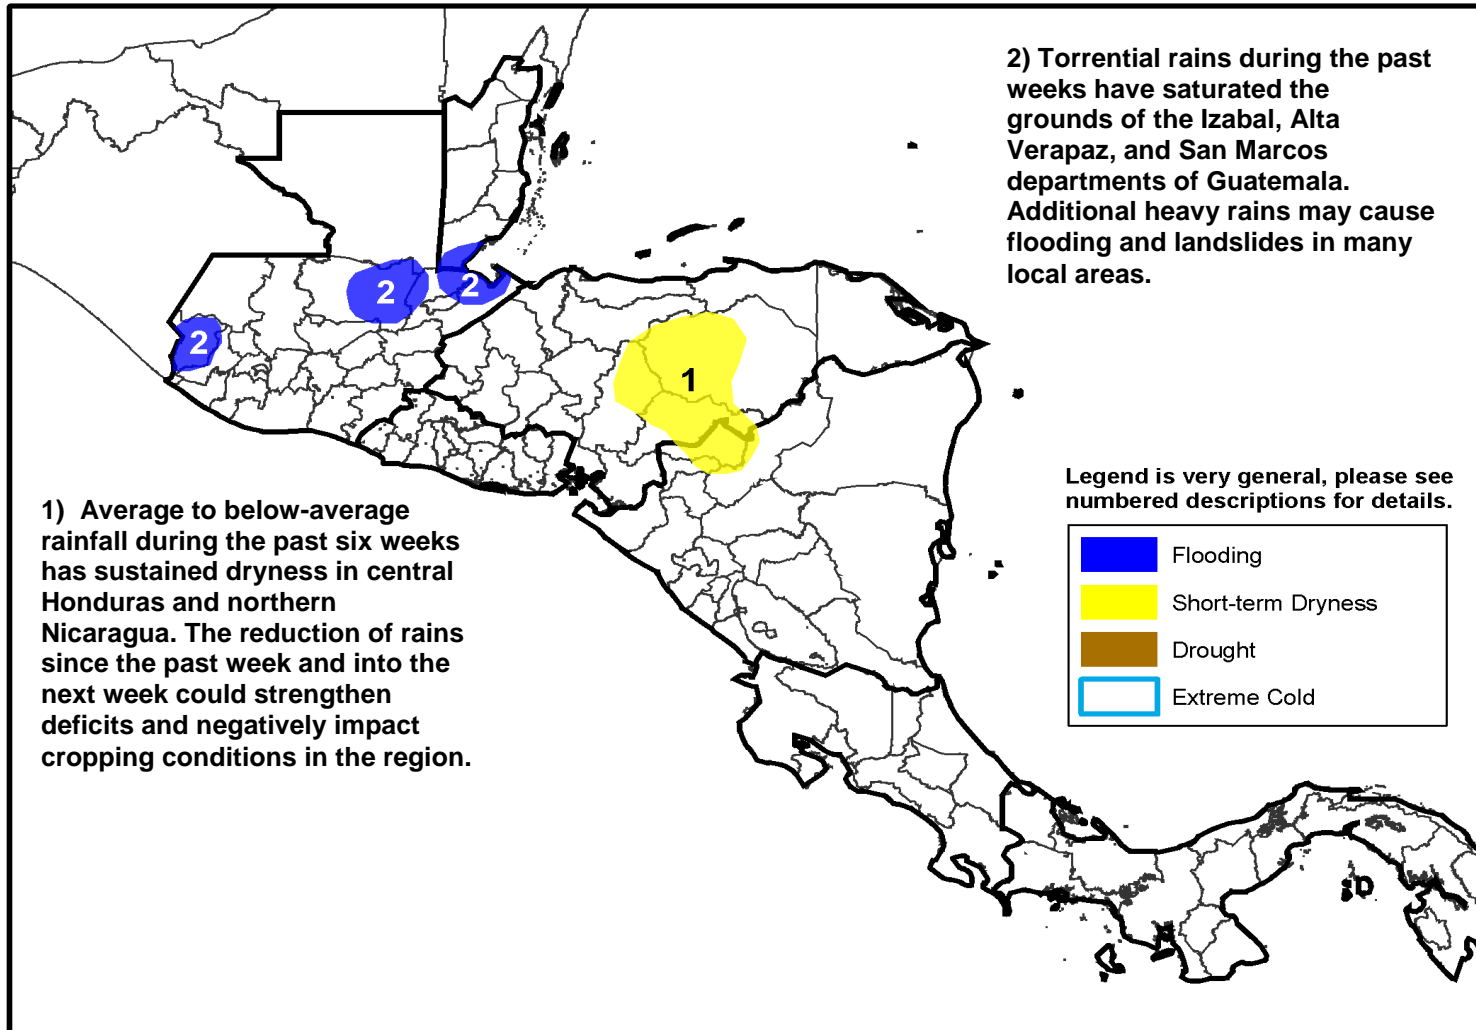 2) Torrential rains during the past
weeks have saturated the
grounds of the Izabal, Alta
Verapaz, and San Marcos
departments of Guatemala.
Additional heavy rains may cause
flooding and landslides in many
local areas.
2
2
2
1
1) Average to below-average
rainfall during the past six weeks
has sustained dryness in central
Honduras and northern
Nicaragua. The reduction of rains
since the past week and into the
next week could strengthen
deficits and negatively impact
cropping conditions in the region.
Legend is very general, please see
numbered descriptions for details.
Flooding
Short-term Dryness
Drought
Extreme Cold